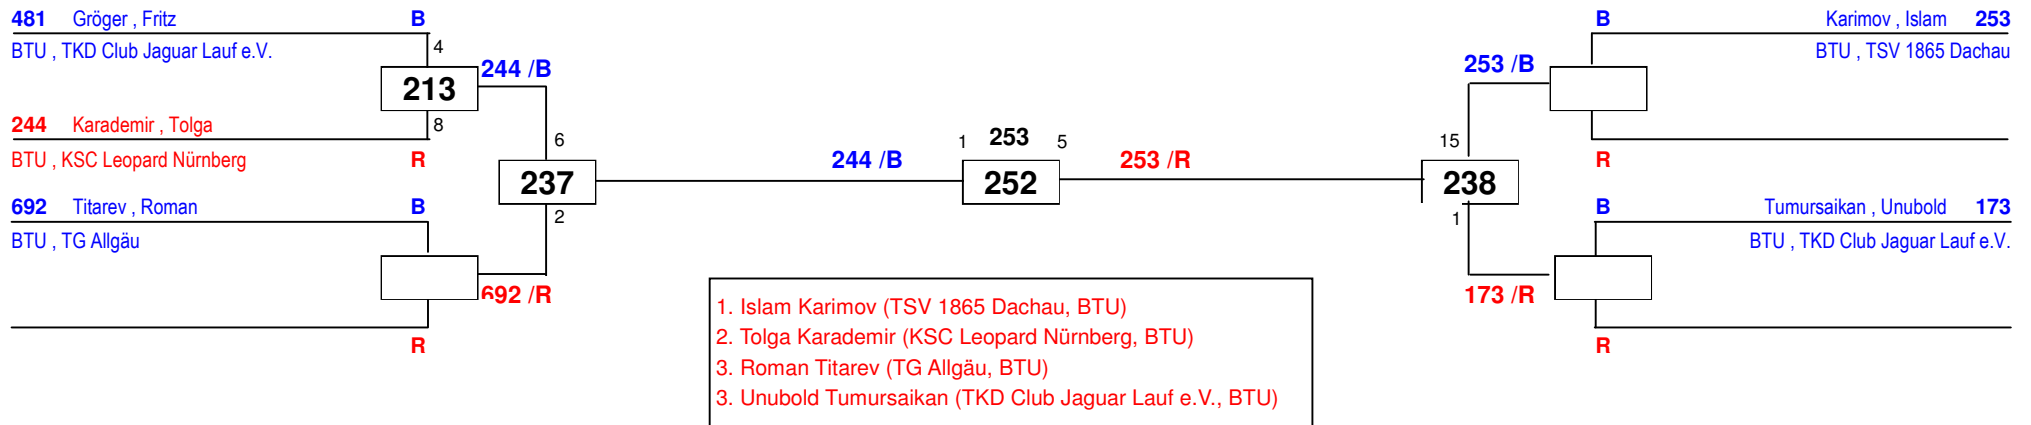 481 Gröger , Fritz B
BTU , TKD Club Jaguar Lauf e.V.
4
213
244 /B
8
244 Karademir , Tolga
BTU , KSC Leopard Nürnberg R
6
237
2
692 Titarev , Roman B
BTU , TG Allgäu
692 /R
R
244 /B
1 253 5
252
253 /R
B Karimov , Islam 253
BTU , TSV 1865 Dachau
253 /B
R
15
238
1
B Tumursaikan , Unubold 173
BTU , TKD Club Jaguar Lauf e.V.
173 /R
R
1. Islam Karimov (TSV 1865 Dachau, BTU)
2. Tolga Karademir (KSC Leopard Nürnberg, BTU)
3. Roman Titarev (TG Allgäu, BTU)
3. Unubold Tumursaikan (TKD Club Jaguar Lauf e.V., BTU)